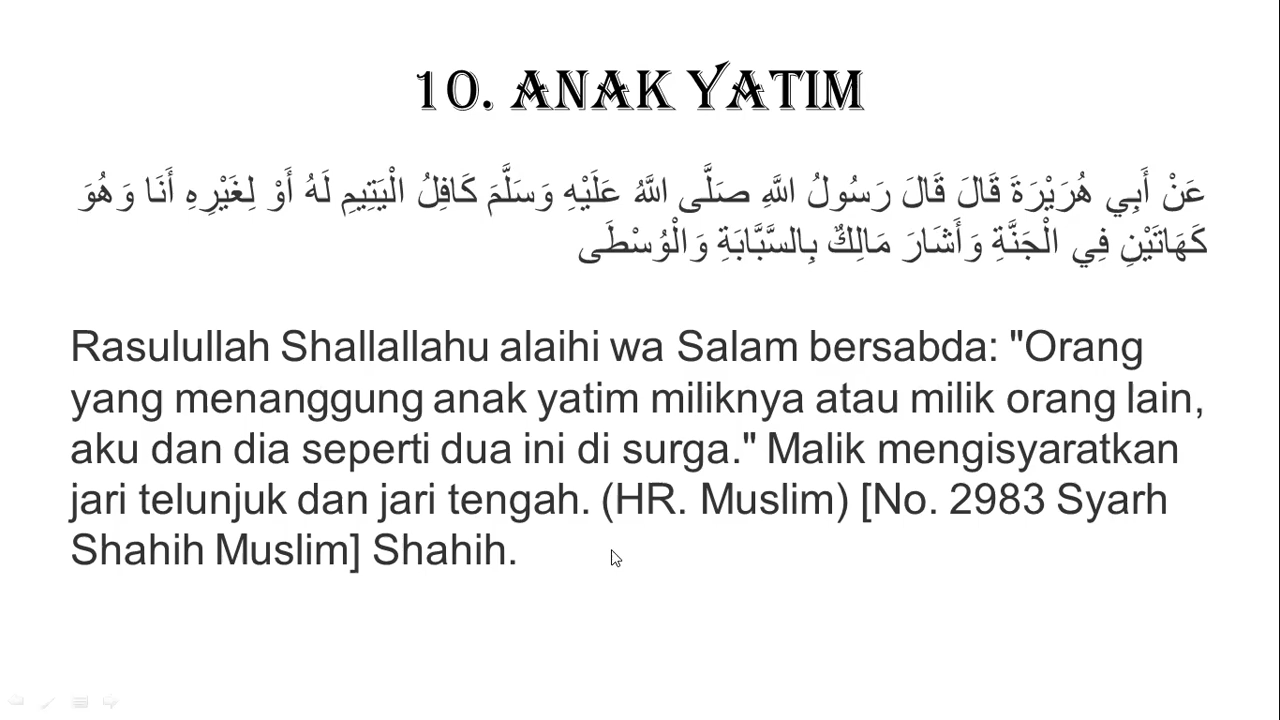 10. ANAK YATIM
عَنْ أَبِي هُرَيْرَةَ قَالَ قَالَ رَسُولُ اللَّهِ صَلَّى اللَّهُ عَلَيْهِ وَسَلَّمَ كَافِلُ الْيَتِيمِ لَهُ أَوْ لِغَيْرِهِ أَنَا وَهُوَ
كَهَاتَيْنِ فِي الْجَنَّةِ وَأَشَارَ مَالِكٌ بِالسَّبَّابَةِ وَالْوُسْطَى
Rasulullah Shallallahu alaihi wa Salam bersabda: "Orang
yang menanggung anak yatim miliknya atau milik orang lain,
aku dan dia seperti dua ini di surga." Malik mengisyaratkan
jari telunjuk dan jari tengah. (HR. Muslim) [No. 2983 Syarh
Shahih Muslim] Shahih.